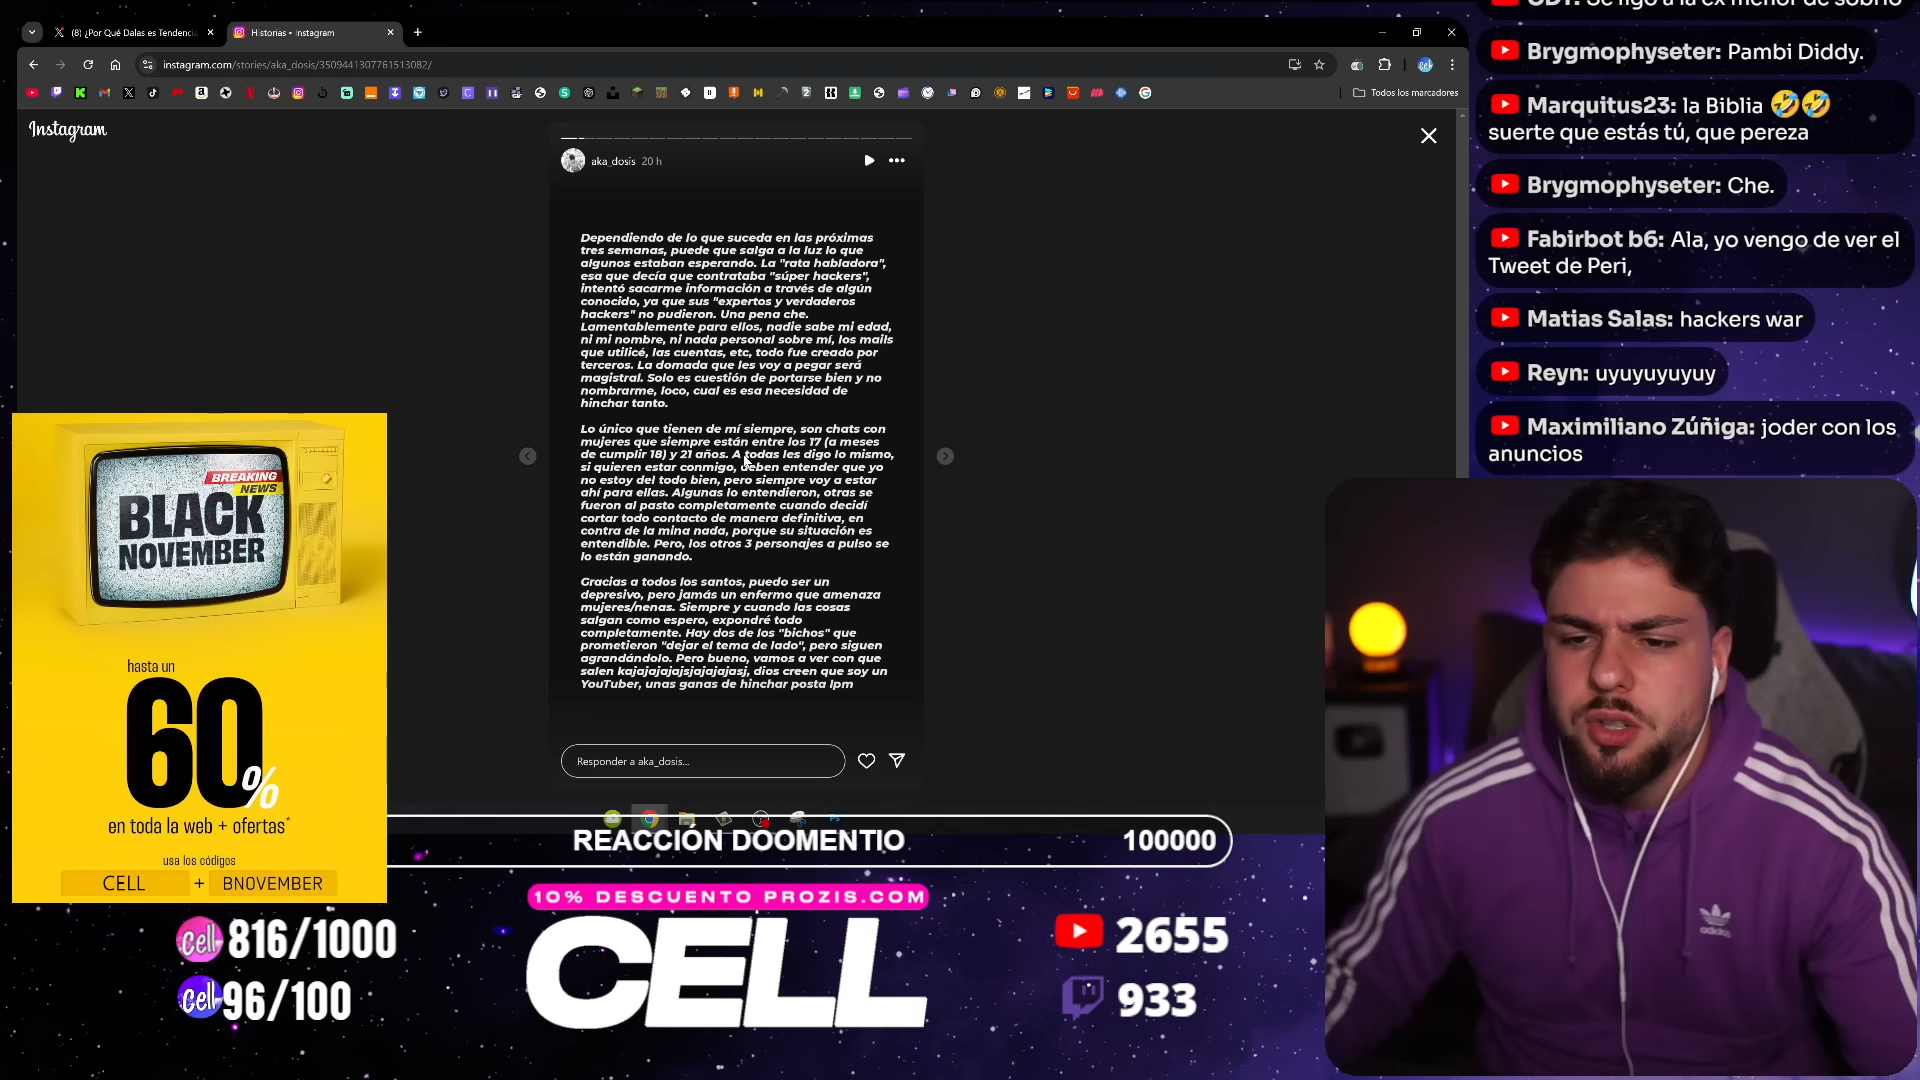 (8) ¿Por Qué Dalas es Tendencia
Historias • Instagram
instagram.com/stories/aka_dosis/3509441307761513082/
Todos los marcadores
Instagram
aka_dosis 20 h
Dependiendo de lo que suceda en las próximas
tres semanas, puede que salga a la luz lo que
algunos estaban esperando. La "rata habladora",
esa que decía que contrataba "súper hackers",
intentó sacarme información a través de algún
conocido, ya que sus "expertos y verdaderos
hackers" no pudieron. Una pena che.
Lamentablemente para ellos, nadie sabe mi edad,
ni mi nombre, ni nada personal sobre mí, los mails
que utilicé, las cuentas, etc, todo fue creado por
terceros. La domada que les voy a pegar será
magistral. Solo es cuestión de portarse bien y no
nombrarme, loco, cual es esa necesidad de
hinchar tanto.
Lo único que tienen de mí siempre, son chats con
mujeres que siempre están entre los 17 (a meses
de cumplir 18) y 21 años. A todas les digo lo mismo,
si quieren estar conmigo, deben entender que yo
no estoy del todo bien, pero siempre voy a estar
ahí para ellas. Algunas lo entendieron, otras se
fueron al pasto completamente cuando decidí
cortar todo contacto de manera definitiva, en
contra de la mina nada, porque su situación es
entendible. Pero, los otros 3 personajes a pulso se
lo están ganando.
Gracias a todos los santos, puedo ser un
depresivo, pero jamás un enfermo que amenaza
mujeres/nenas. Siempre y cuando las cosas
salgan como espero, expondré todo
completamente. Hay dos de los "bichos" que
prometieron "dejar el tema de lado", pero siguen
agrandándolo. Pero bueno, vamos a ver con que
salen kajajajajajsjajajajasj, dios creen que soy un
YouTuber, unas ganas de hinchar posta lpm
Responder a aka_dosis...
Brygmophyseter: Pambi Diddy.
Marquitus23: la Biblia 🤣🤣
suerte que estás tú, que pereza
Brygmophyseter: Che.
Fabirbot b6: Ala, yo vengo de ver el
Tweet de Peri,
Matias Salas: hackers war
Reyn: uyuyuyuyuy
Maximiliano Zúñiga: joder con los
anuncios
BREAKING
NEWS
BLACK
NOVEMBER
hasta un
60%
en toda la web + ofertas*
usa los códigos
CELL + BNOVEMBER
REACCIÓN DOOMENTIO 100000
10% DESCUENTO PROZIS.COM
CELL
cell 816/1000
cell 96/100
2655
933
adidas